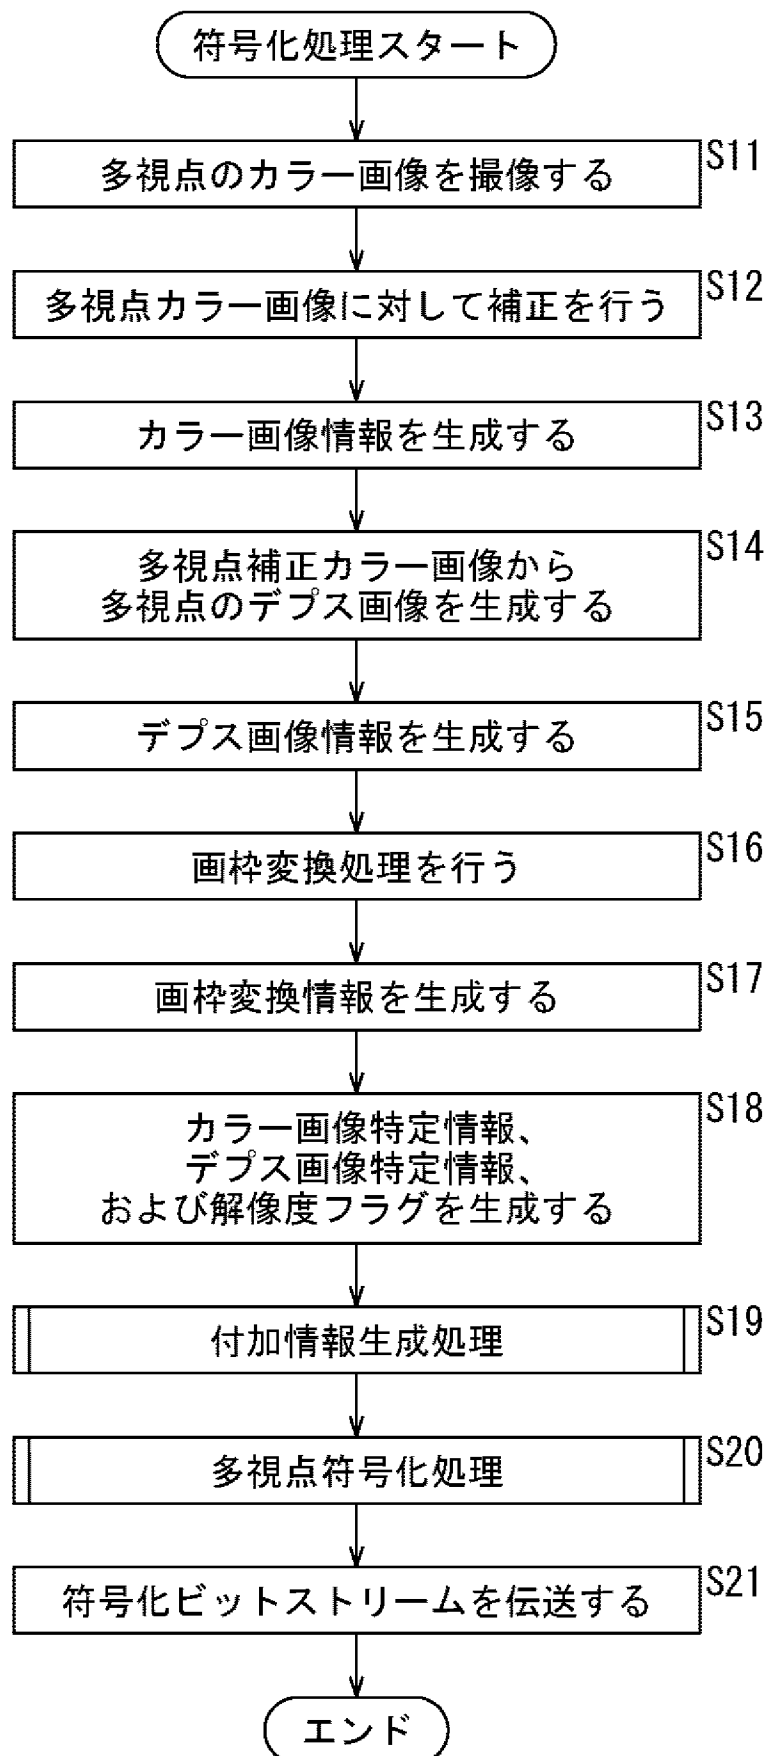 符号化処理スタート
S11
多視点のカラー画像を撮像する
S12
多視点カラー画像に対して補正を行う
S13
カラー画像情報を生成する
S14
多視点補正カラー画像から
多視点のデプス画像を生成する
S15
デプス画像情報を生成する
S16
画枠変換処理を行う
S17
画枠変換情報を生成する
S18
カラー画像特定情報、
デプス画像特定情報、
および解像度フラグを生成する
S19
付加情報生成処理
S20
多視点符号化処理
S21
符号化ビットストリームを伝送する
エンド